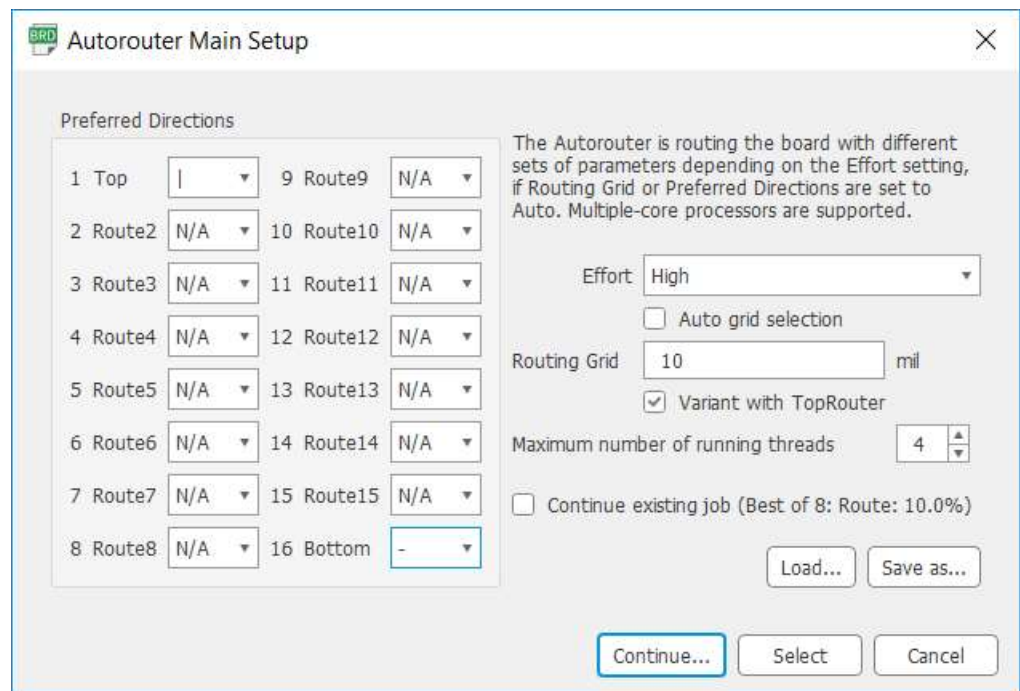 BRD
Autorouter Main Setup
Preferred Directions
1 Top | 9 Route9 N/A
2 Route2 N/A 10 Route10 N/A
3 Route3 N/A 11 Route11 N/A
4 Route4 N/A 12 Route12 N/A
5 Route5 N/A 13 Route13 N/A
6 Route6 N/A 14 Route14 N/A
7 Route7 N/A 15 Route15 N/A
8 Route8 N/A 16 Bottom -
The Autorouter is routing the board with different
sets of parameters depending on the Effort setting,
if Routing Grid or Preferred Directions are set to
Auto. Multiple-core processors are supported.
Effort High
Auto grid selection
Routing Grid 10 mil
Variant with TopRouter
Maximum number of running threads 4
Continue existing job (Best of 8: Route: 10.0%)
Load... Save as...
Continue... Select Cancel